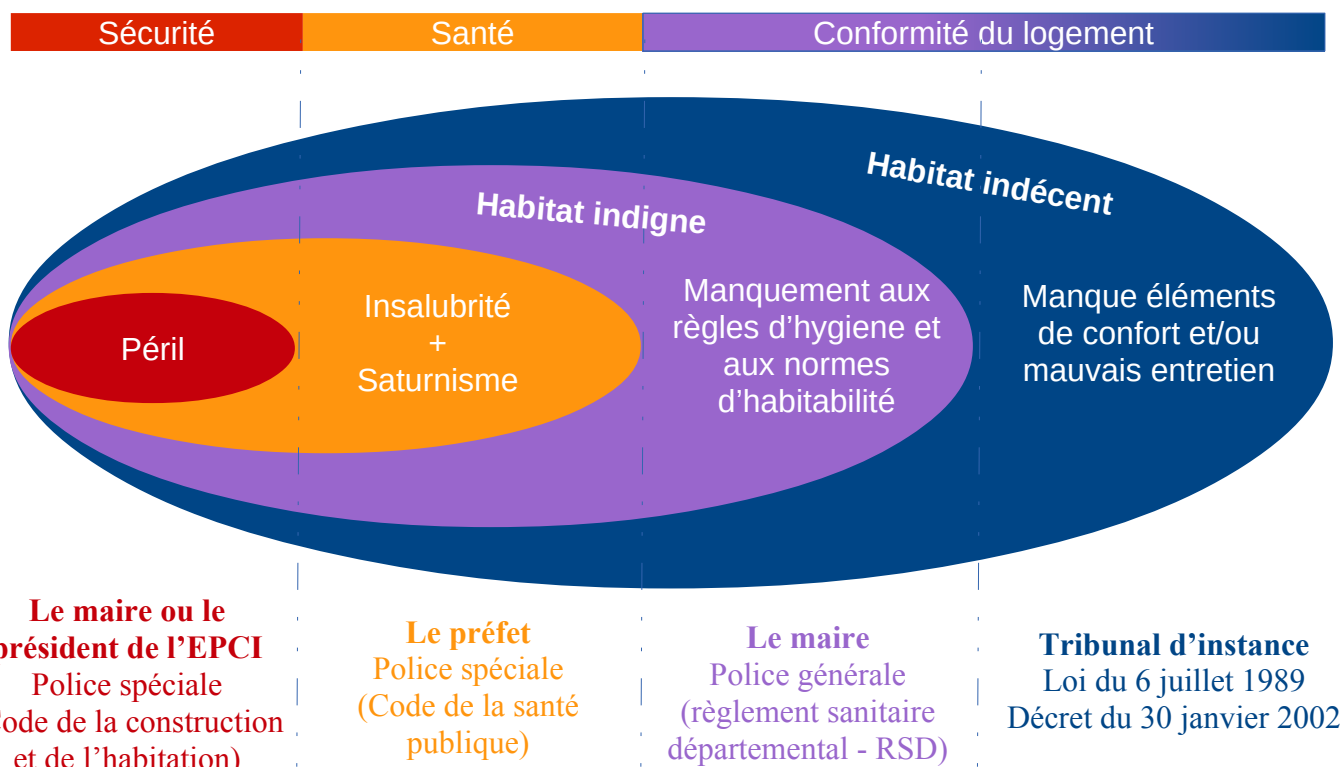 Sécurité
Santé
Conformité du logement
Habitat indécent
Habitat indigne
Péril
Insalubrité
+
Saturnisme
Manquement aux
règles d'hygiene et
aux normes
d'habitabilité
Manque éléments
de confort et/ou
mauvais entretien
Le maire ou le
président de l'EPCI
Police spéciale
Code de la construction
et de l'habitation)
Le préfet
Police spéciale
(Code de la santé
publique)
Le maire
Police générale
(règlement sanitaire
départemental - RSD)
Tribunal d'instance
Loi du 6 juillet 1989
Décret du 30 janvier 2002